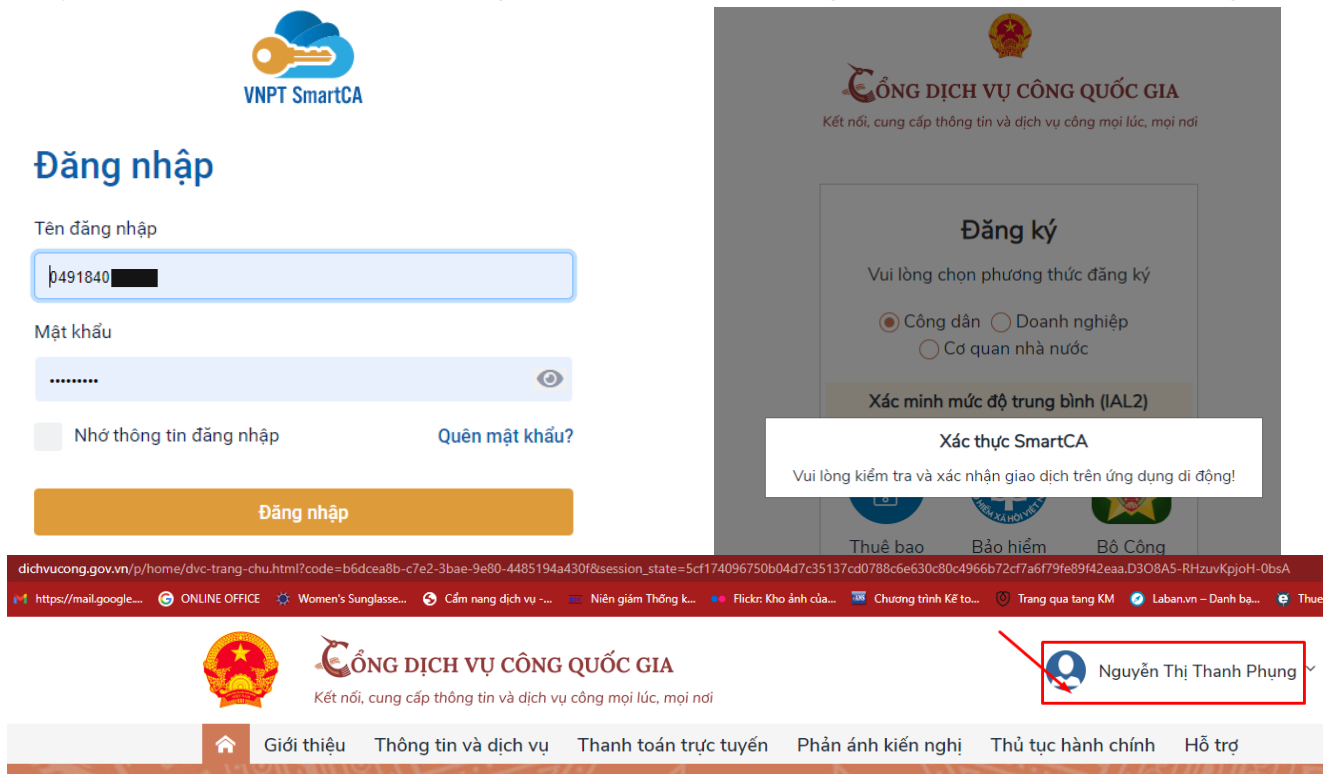 VNPT SmartCA
Đăng nhập
Tên đăng nhập
0491840
Mật khẩu
Nhớ thông tin đăng nhập
Quên mật khẩu?
Đăng nhập
CỔNG DỊCH VỤ CÔNG QUỐC GIA
Kết nối, cung cấp thông tin và dịch vụ công mọi lúc, mọi nơi
Đăng ký
Vui lòng chọn phương thức đăng ký
Công dân Doanh nghiệp
Cơ quan nhà nước
Xác minh mức độ trung bình (IAL2)
Xác thực SmartCA
Vui lòng kiểm tra và xác nhận giao dịch trên ứng dụng di động!
Thuê bao Bảo hiểm Bộ Công
dichvucong.gov.vn/p/home/dvc-trang-chu.html?code=b6dcea8b-c7e2-3bae-9e80-4485194a430f&session_state=5cf174096750b04d7c35137cd0788c6e630c80c4966b72cf7a6f79fe89f42eaa.D3O8A5-RHzuvKpjoH-0bsA
https://mail.google.... ONLINE OFFICE Women's Sunglasse... Cẩm nang dịch vụ -... Niên giám Thống k... Flickr: Kho ảnh của... Chương trình Kế to... Trang qua tang KM Laban.vn – Danh bạ... Thue
CỔNG DỊCH VỤ CÔNG QUỐC GIA
Kết nối, cung cấp thông tin và dịch vụ công mọi lúc, mọi nơi
Nguyễn Thị Thanh Phụng
Giới thiệu Thông tin và dịch vụ Thanh toán trực tuyến Phản ánh kiến nghị Thủ tục hành chính Hỗ trợ